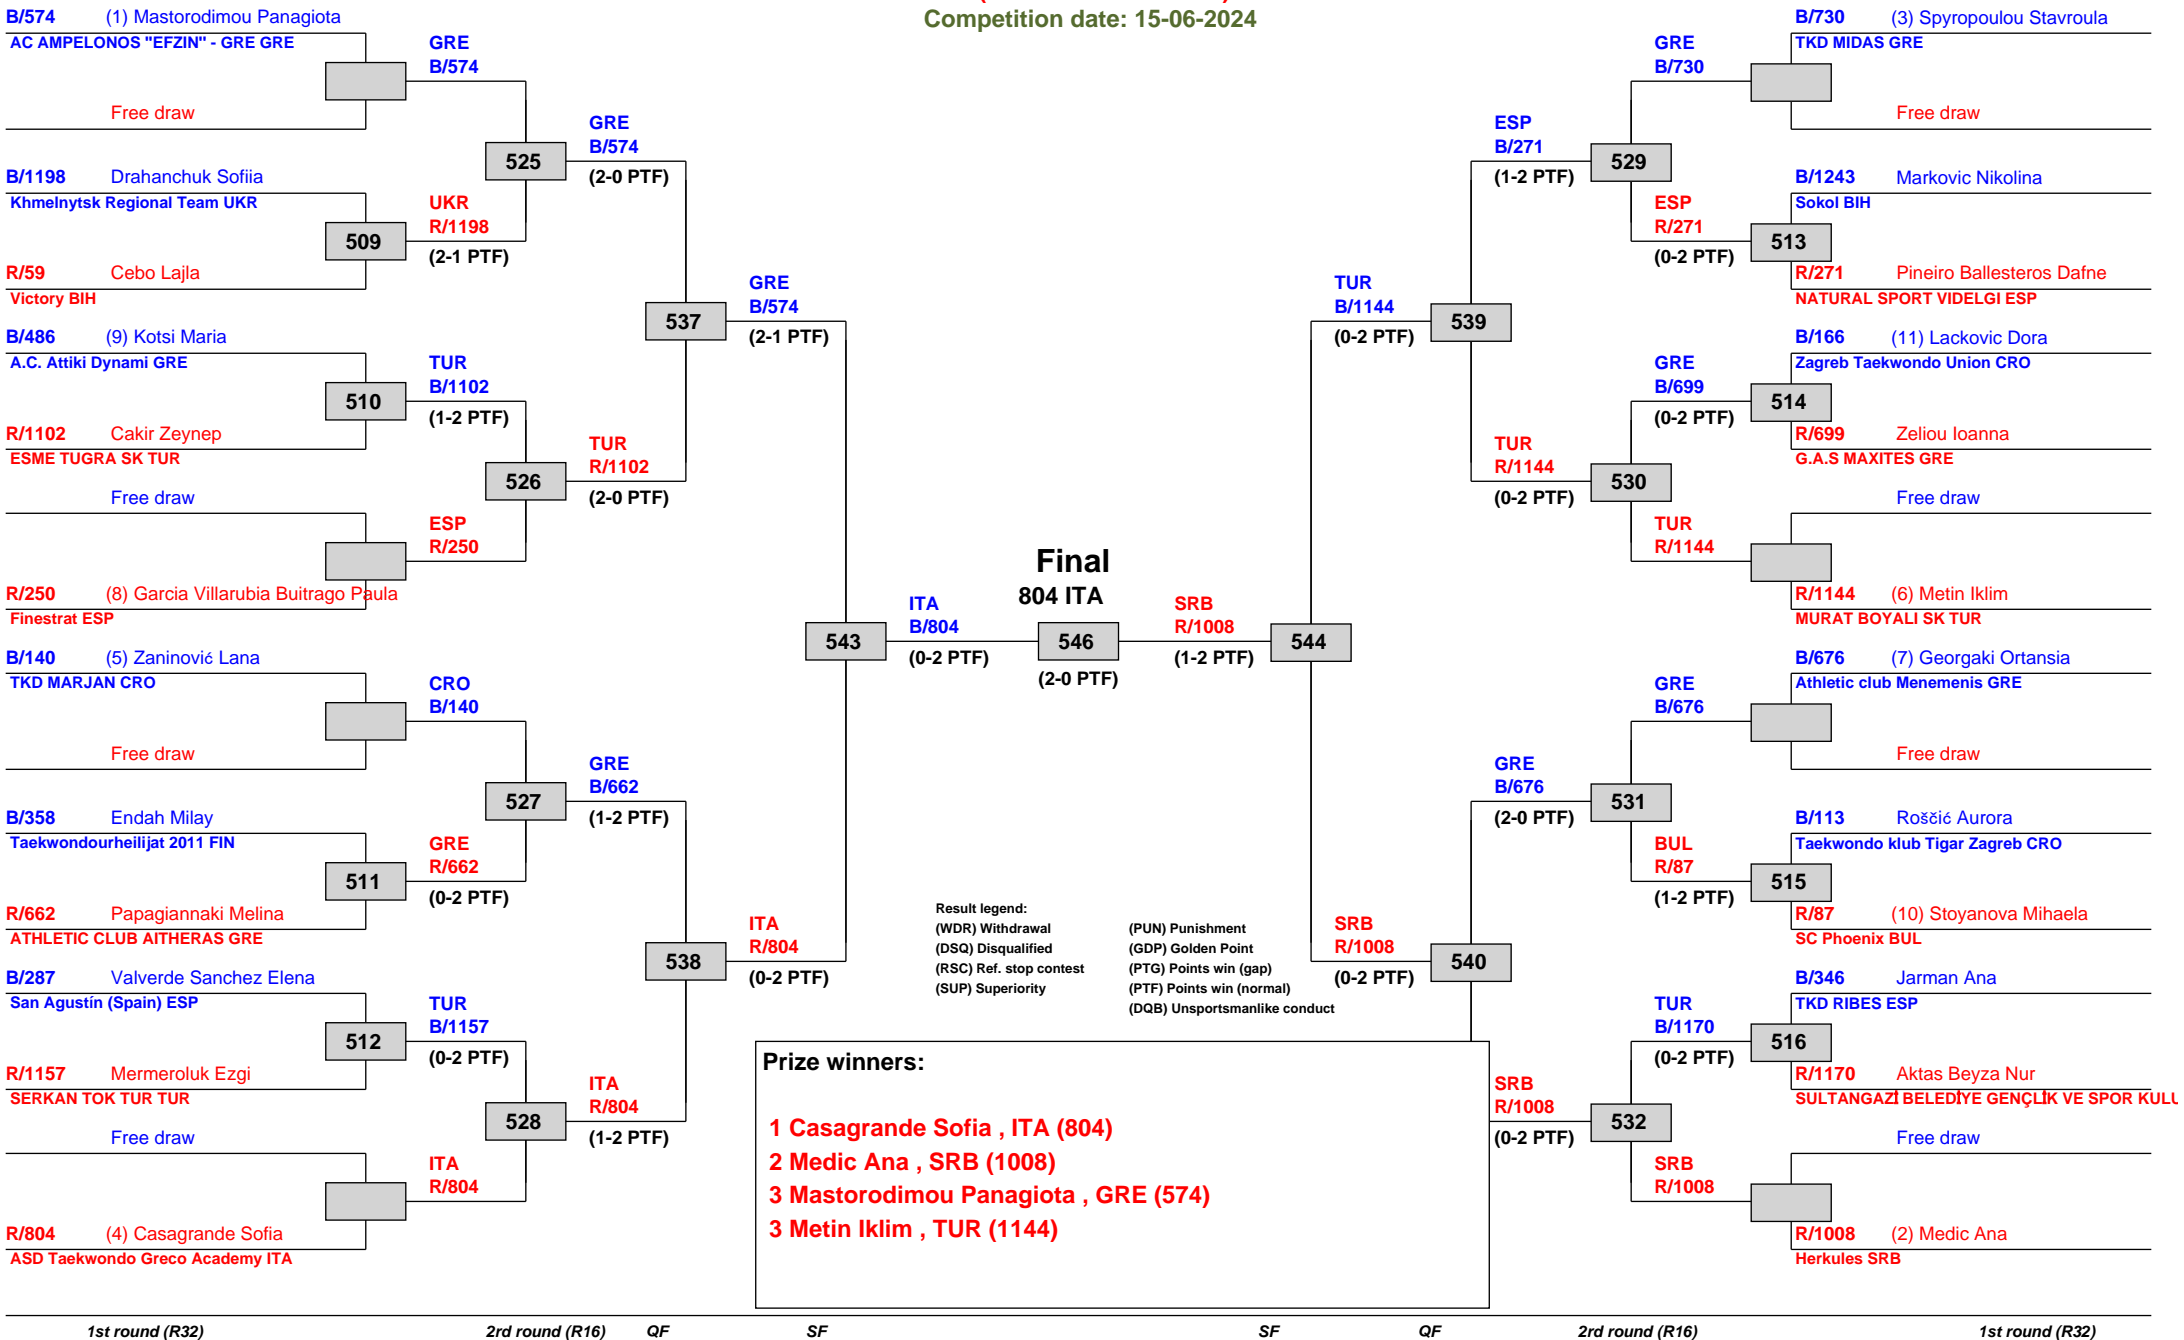 Competition date: 15-06-2024
B/574 (1) Mastorodimou Panagiota
AC AMPELONOS "EFZIN" - GRE GRE
Free draw
B/1198 Drahanchuk Sofiia
Khmelnytsk Regional Team UKR
509
R/59 Cebo Lajla
Victory BIH
B/486 (9) Kotsi Maria
A.C. Attiki Dynami GRE
510
R/1102 Cakir Zeynep
ESME TUGRA SK TUR
Free draw
R/250 (8) Garcia Villarubia Buitrago Paula
Finestrat ESP
B/140 (5) Zaninović Lana
TKD MARJAN CRO
Free draw
B/358 Endah Milay
Taekwondourheilijat 2011 FIN
511
R/662 Papagiannaki Melina
ATHLETIC CLUB AITHERAS GRE
B/287 Valverde Sanchez Elena
San Agustín (Spain) ESP
512
R/1157 Mermeroluk Ezgi
SERKAN TOK TUR TUR
Free draw
R/804 (4) Casagrande Sofia
ASD Taekwondo Greco Academy ITA
GRE
B/574
525
UKR
R/1198
(2-1 PTF)
TUR
B/1102
(1-2 PTF)
526
ESP
R/250
CRO
B/140
527
GRE
R/662
(0-2 PTF)
TUR
B/1157
(0-2 PTF)
528
ITA
R/804
GRE
B/574
(2-0 PTF)
537
TUR
R/1102
(2-0 PTF)
GRE
B/662
(1-2 PTF)
538
ITA
R/804
(1-2 PTF)
GRE
B/574
(2-1 PTF)
543
ITA
R/804
(0-2 PTF)
ITA
B/804
(0-2 PTF)
Final
804 ITA
546
(2-0 PTF)
SRB
R/1008
(1-2 PTF)
544
TUR
B/1144
(0-2 PTF)
539
SRB
R/1008
(0-2 PTF)
540
ESP
B/271
(1-2 PTF)
529
TUR
R/1144
(0-2 PTF)
530
GRE
B/676
(2-0 PTF)
531
SRB
R/1008
(0-2 PTF)
532
GRE
B/730
ESP
R/271
(0-2 PTF)
GRE
B/699
(0-2 PTF)
TUR
R/1144
GRE
B/676
BUL
R/87
(1-2 PTF)
TUR
B/1170
(0-2 PTF)
SRB
R/1008
B/730 (3) Spyropoulou Stavroula
TKD MIDAS GRE
Free draw
B/1243 Markovic Nikolina
Sokol BIH
513
R/271 Pineiro Ballesteros Dafne
NATURAL SPORT VIDELGI ESP
B/166 (11) Lackovic Dora
Zagreb Taekwondo Union CRO
514
R/699 Zeliou Ioanna
G.A.S MAXITES GRE
Free draw
R/1144 (6) Metin Iklim
MURAT BOYALI SK TUR
B/676 (7) Georgaki Ortansia
Athletic club Menemenis GRE
Free draw
B/113 Roščić Aurora
Taekwondo klub Tigar Zagreb CRO
515
R/87 (10) Stoyanova Mihaela
SC Phoenix BUL
B/346 Jarman Ana
TKD RIBES ESP
516
R/1170 Aktas Beyza Nur
SULTANGAZİ BELEDİYE GENÇLİK VE SPOR KULU
Free draw
R/1008 (2) Medic Ana
Herkules SRB
Result legend:
(WDR) Withdrawal (PUN) Punishment
(DSQ) Disqualified (GDP) Golden Point
(RSC) Ref. stop contest (PTG) Points win (gap)
(SUP) Superiority (PTF) Points win (normal)
(DQB) Unsportsmanlike conduct
Prize winners:
1 Casagrande Sofia , ITA (804)
2 Medic Ana , SRB (1008)
3 Mastorodimou Panagiota , GRE (574)
3 Metin Iklim , TUR (1144)
1st round (R32) 2rd round (R16) QF SF SF QF 2rd round (R16) 1st round (R32)